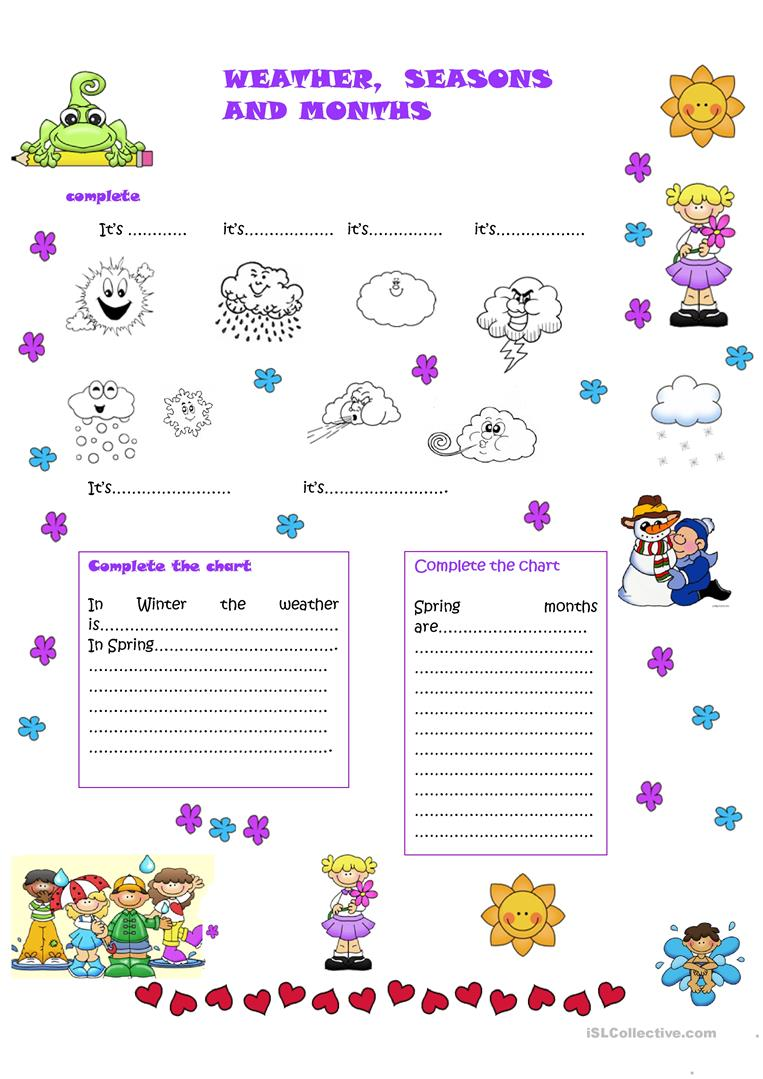 WEATHER, SEASONS
AND MONTHS
complete
It's ............ it's.................. it's............... it's..................
It's........................ it's.........................
Complete the chart
In Winter the weather
is.................................................
In Spring.....................................
.................................................
.................................................
.................................................
.................................................
.................................................
Complete the chart
Spring months
are..............................
.....................................
.....................................
.....................................
.....................................
.....................................
.....................................
.....................................
.....................................
.....................................
.....................................
iSLCollective.com